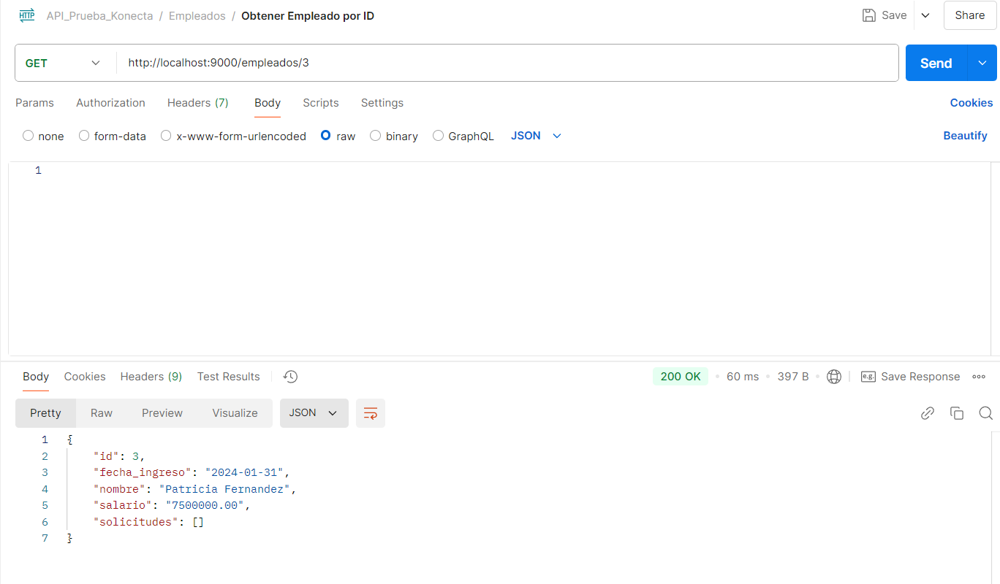 HTTP API_Prueba_Konecta / Empleados / Obtener Empleado por ID Save Share
GET http://localhost:9000/empleados/3 Send
Params Authorization Headers (7) Body Scripts Settings Cookies
none form-data x-www-form-urlencoded raw binary GraphQL JSON Beautify
1
Body Cookies Headers (9) Test Results 200 OK 60 ms 397 B e.g. Save Response
Pretty Raw Preview Visualize JSON
1 {
2 "id": 3,
3 "fecha_ingreso": "2024-01-31",
4 "nombre": "Patricia Fernandez",
5 "salario": "7500000.00",
6 "solicitudes": []
7 }